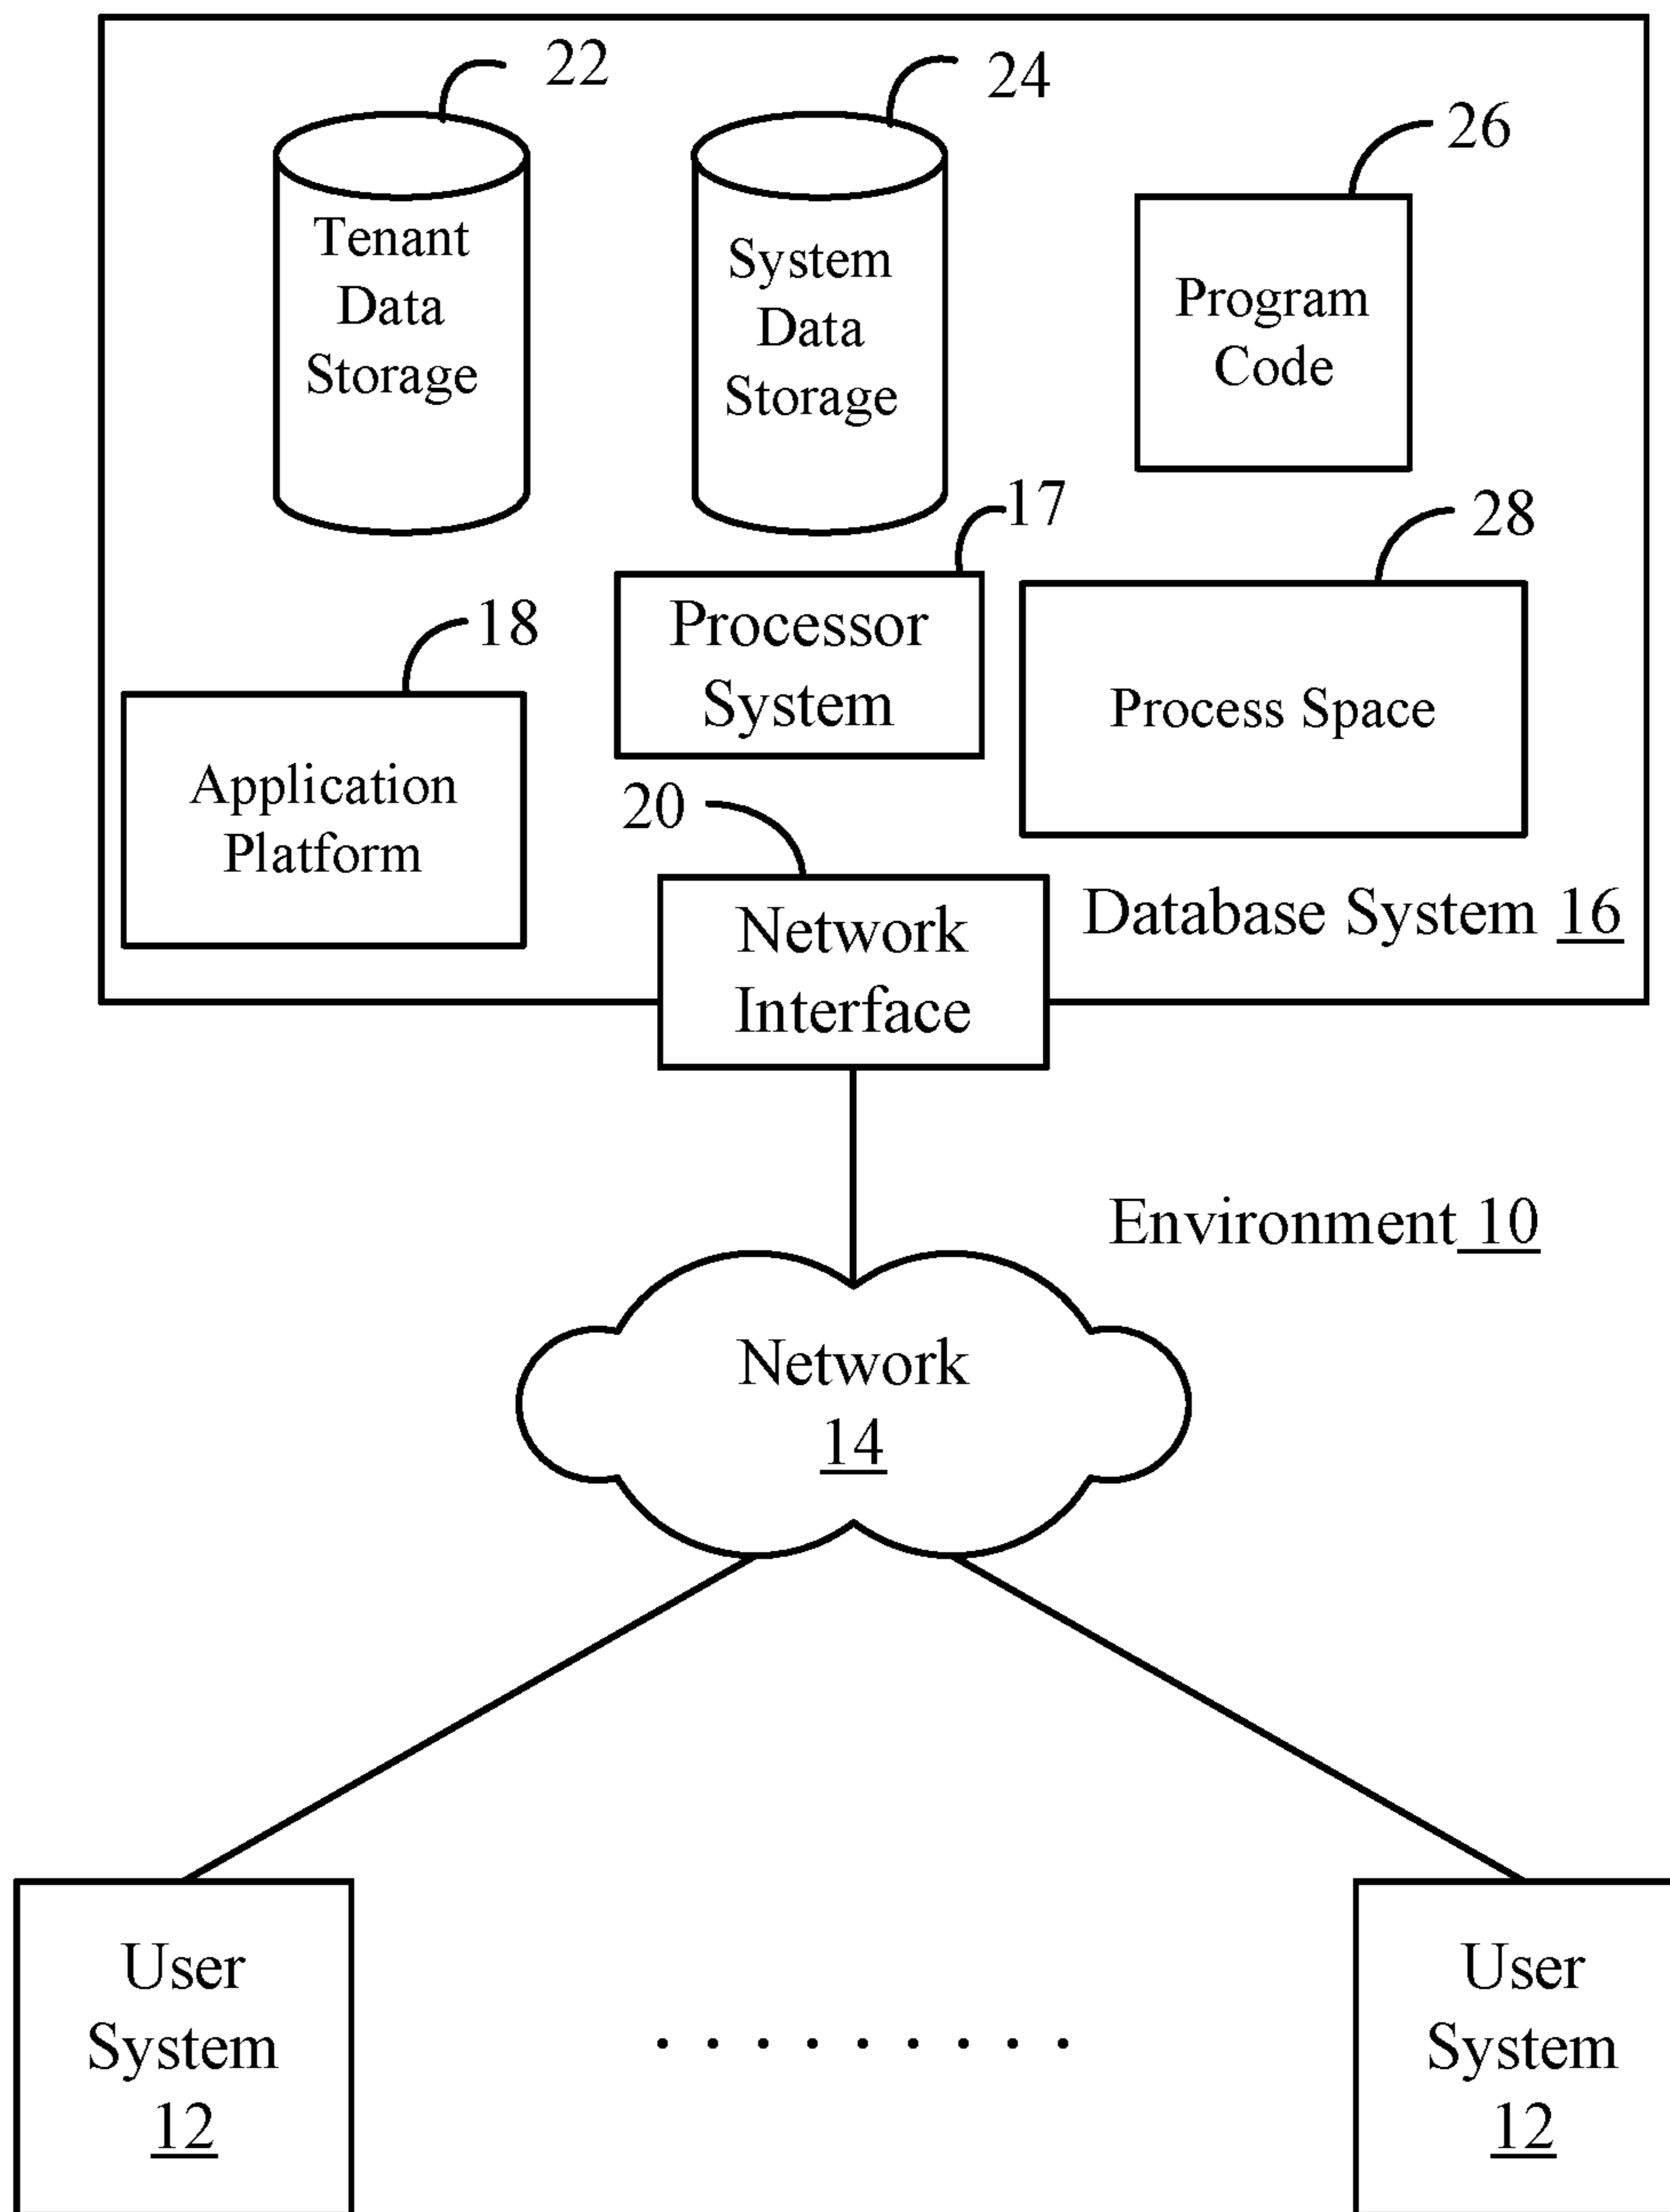 22
24
26
Tenant
Data
Storage
System
Data
Storage
Program
Code
17
28
18
Processor
System
Process Space
Application
Platform
20
Network
Interface
Database System 16
Environment 10
Network
14
User
System
12
. . . . . . . . .
User
System
12